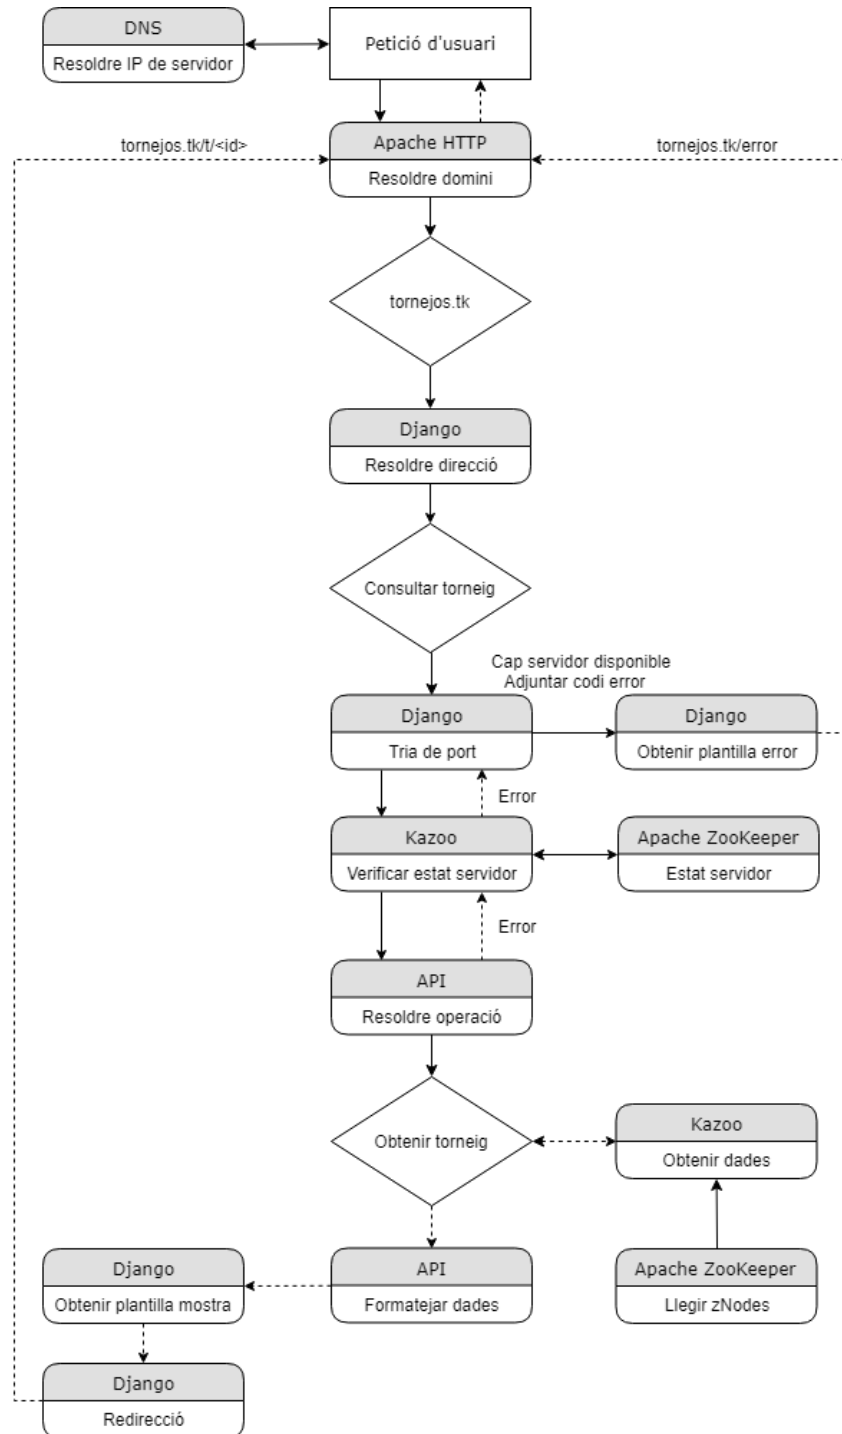 DNS
Resoldre IP de servidor
Petició d'usuari
Apache HTTP
Resoldre domini
tornejos.tk/t/<id>
tornejos.tk/error
tornejos.tk
Django
Resoldre direcció
Consultar torneig
Cap servidor disponible
Adjuntar codi error
Django
Tria de port
Django
Obtenir plantilla error
Error
Kazoo
Verificar estat servidor
Apache ZooKeeper
Estat servidor
Error
API
Resoldre operació
Obtenir torneig
Kazoo
Obtenir dades
Django
Obtenir plantilla mostra
API
Formatejar dades
Apache ZooKeeper
Llegir zNodes
Django
Redirecció